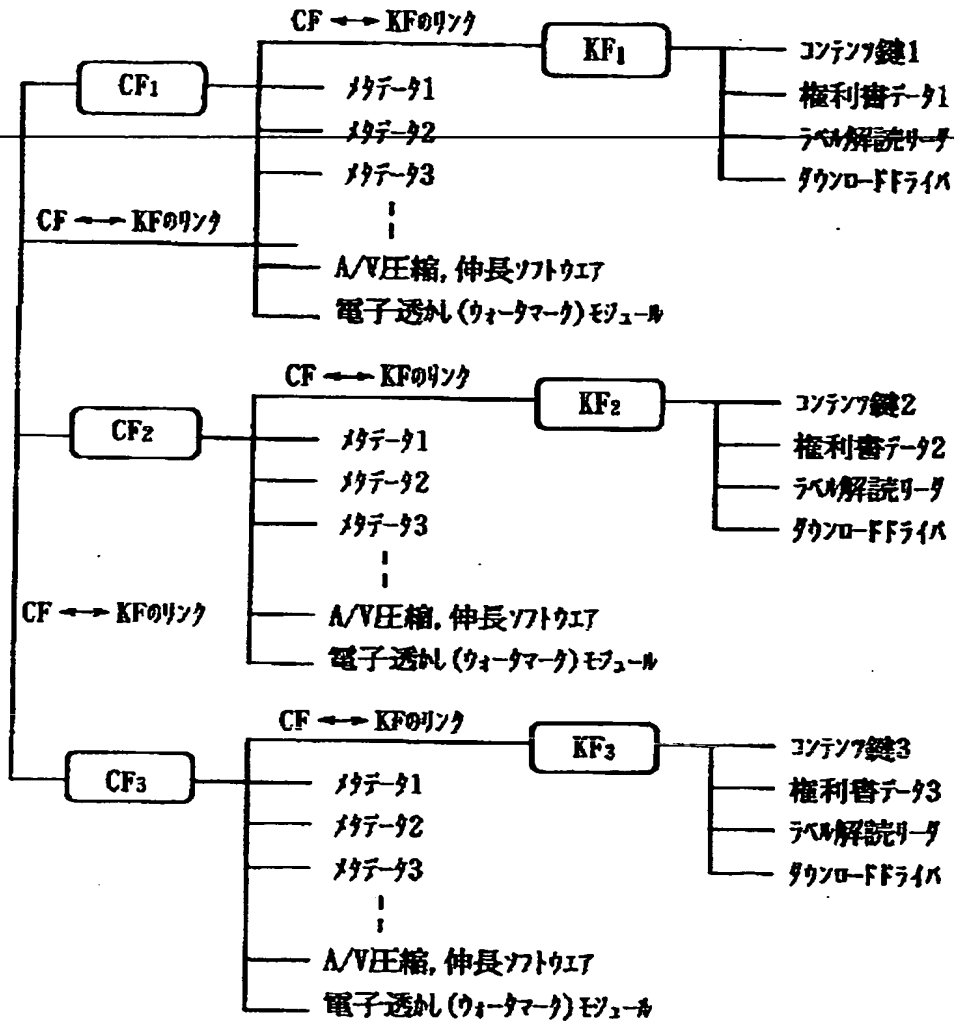 CF ←→ KFのリンク
KF1
コンテンツ鍵1
CF1
メタデータ1
権利書データ1
メタデータ2
ラベル解読リーダ
メタデータ3
ダウンロードドライバ
CF ←→ KFのリンク
A/V圧縮,伸長ソフトウエア
電子透かし(ウォータマーク)モジュール
CF ←→ KFのリンク
KF2
コンテンツ鍵2
CF2
メタデータ1
権利書データ2
メタデータ2
ラベル解読リーダ
メタデータ3
ダウンロードドライバ
CF ←→ KFのリンク
A/V圧縮,伸長ソフトウエア
電子透かし(ウォータマーク)モジュール
CF ←→ KFのリンク
KF3
コンテンツ鍵3
CF3
メタデータ1
権利書データ3
メタデータ2
ラベル解読リーダ
メタデータ3
ダウンロードドライバ
A/V圧縮,伸長ソフトウエア
電子透かし(ウォータマーク)モジュール